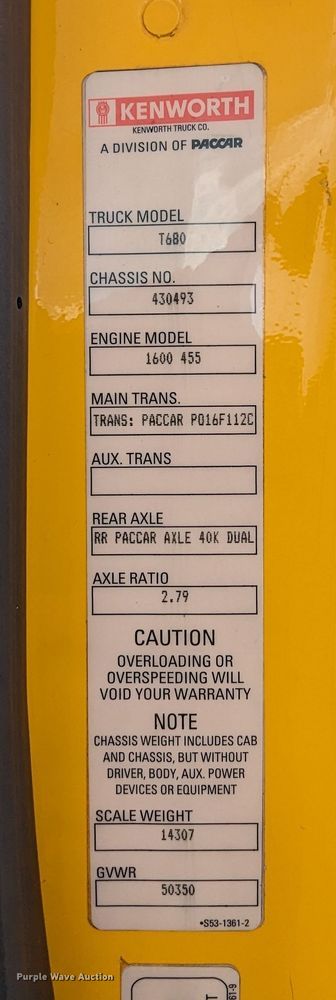 KENWORTH
KENWORTH TRUCK CO.
A DIVISION OF PACCAR
TRUCK MODEL
T680
CHASSIS NO.
430493
ENGINE MODEL
1600 455
MAIN TRANS.
TRANS: PACCAR PO16F112C
AUX. TRANS
REAR AXLE
RR PACCAR AXLE 40K DUAL
AXLE RATIO
2.79
CAUTION
OVERLOADING OR
OVERSPEEDING WILL
VOID YOUR WARRANTY
NOTE
CHASSIS WEIGHT INCLUDES CAB
AND CHASSIS, BUT WITHOUT
DRIVER, BODY, AUX. POWER
DEVICES OR EQUIPMENT
SCALE WEIGHT
14307
GVWR
50350
•S53-1361-2
Purple Wave Auction